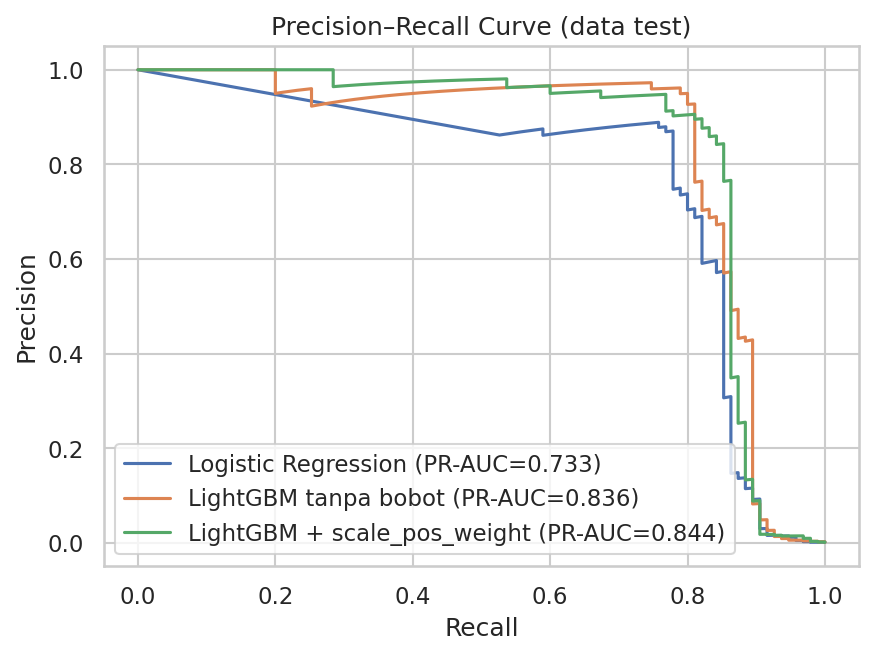 Precision–Recall Curve (data test)
Precision
1.0
0.8
0.6
0.4
0.2
0.0
Logistic Regression (PR-AUC=0.733)
LightGBM tanpa bobot (PR-AUC=0.836)
LightGBM + scale_pos_weight (PR-AUC=0.844)
0.0 0.2 0.4 0.6 0.8 1.0
Recall